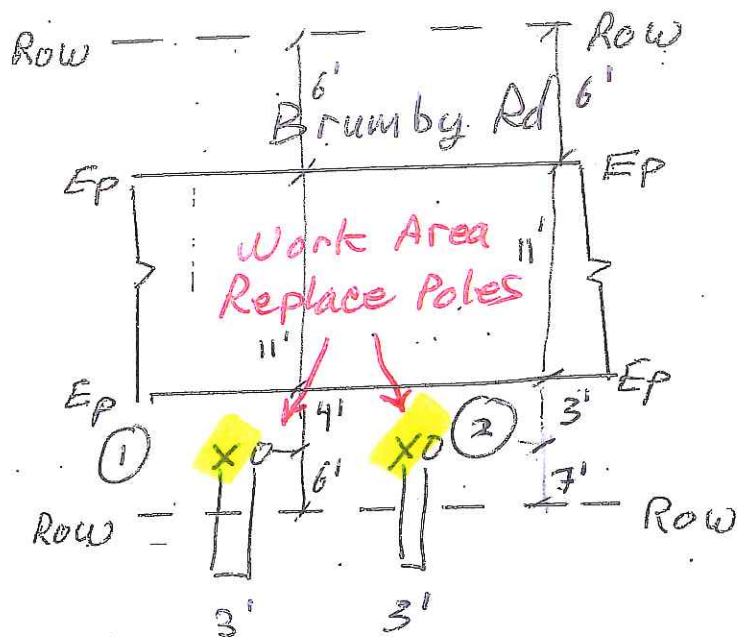 Row Row
6' 6'
Brumby Rd
Ep Ep
Work Area 11'
Replace Poles
11'
Ep Ep
1 4' 2 3'
X O X O
6' 7'
Row Row
3' 3'